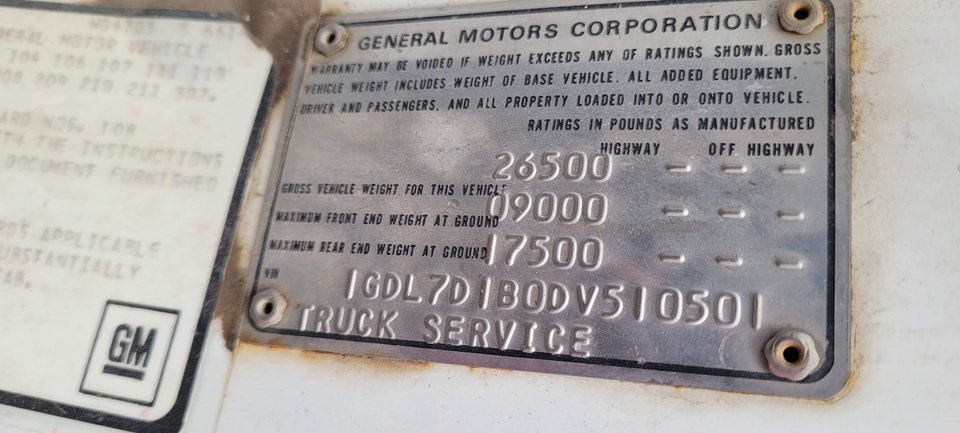 ERAL MOTOR VEHICLE
104 106 107
208 209 210 211 302.
ARD NOS. 108
TH THE INSTRUCTIONS
DOCUMENT FURNISHED
RDS APPLICABLE
UBSTANTIALLY
GM
GENERAL MOTORS CORPORATION
WARRANTY MAY BE VOIDED IF WEIGHT EXCEEDS ANY OF RATINGS SHOWN. GROSS
VEHICLE WEIGHT INCLUDES WEIGHT OF BASE VEHICLE. ALL ADDED EQUIPMENT,
DRIVER AND PASSENGERS, AND ALL PROPERTY LOADED INTO OR ONTO VEHICLE.
RATINGS IN POUNDS AS MANUFACTURED
HIGHWAY OFF HIGHWAY
GROSS VEHICLE WEIGHT FOR THIS VEHICLE 26500 - - -
MAXIMUM FRONT END WEIGHT AT GROUND 09000 - - -
MAXIMUM REAR END WEIGHT AT GROUND 17500 - - -
VIN 1GDL7D1B0DV510501
TRUCK SERVICE